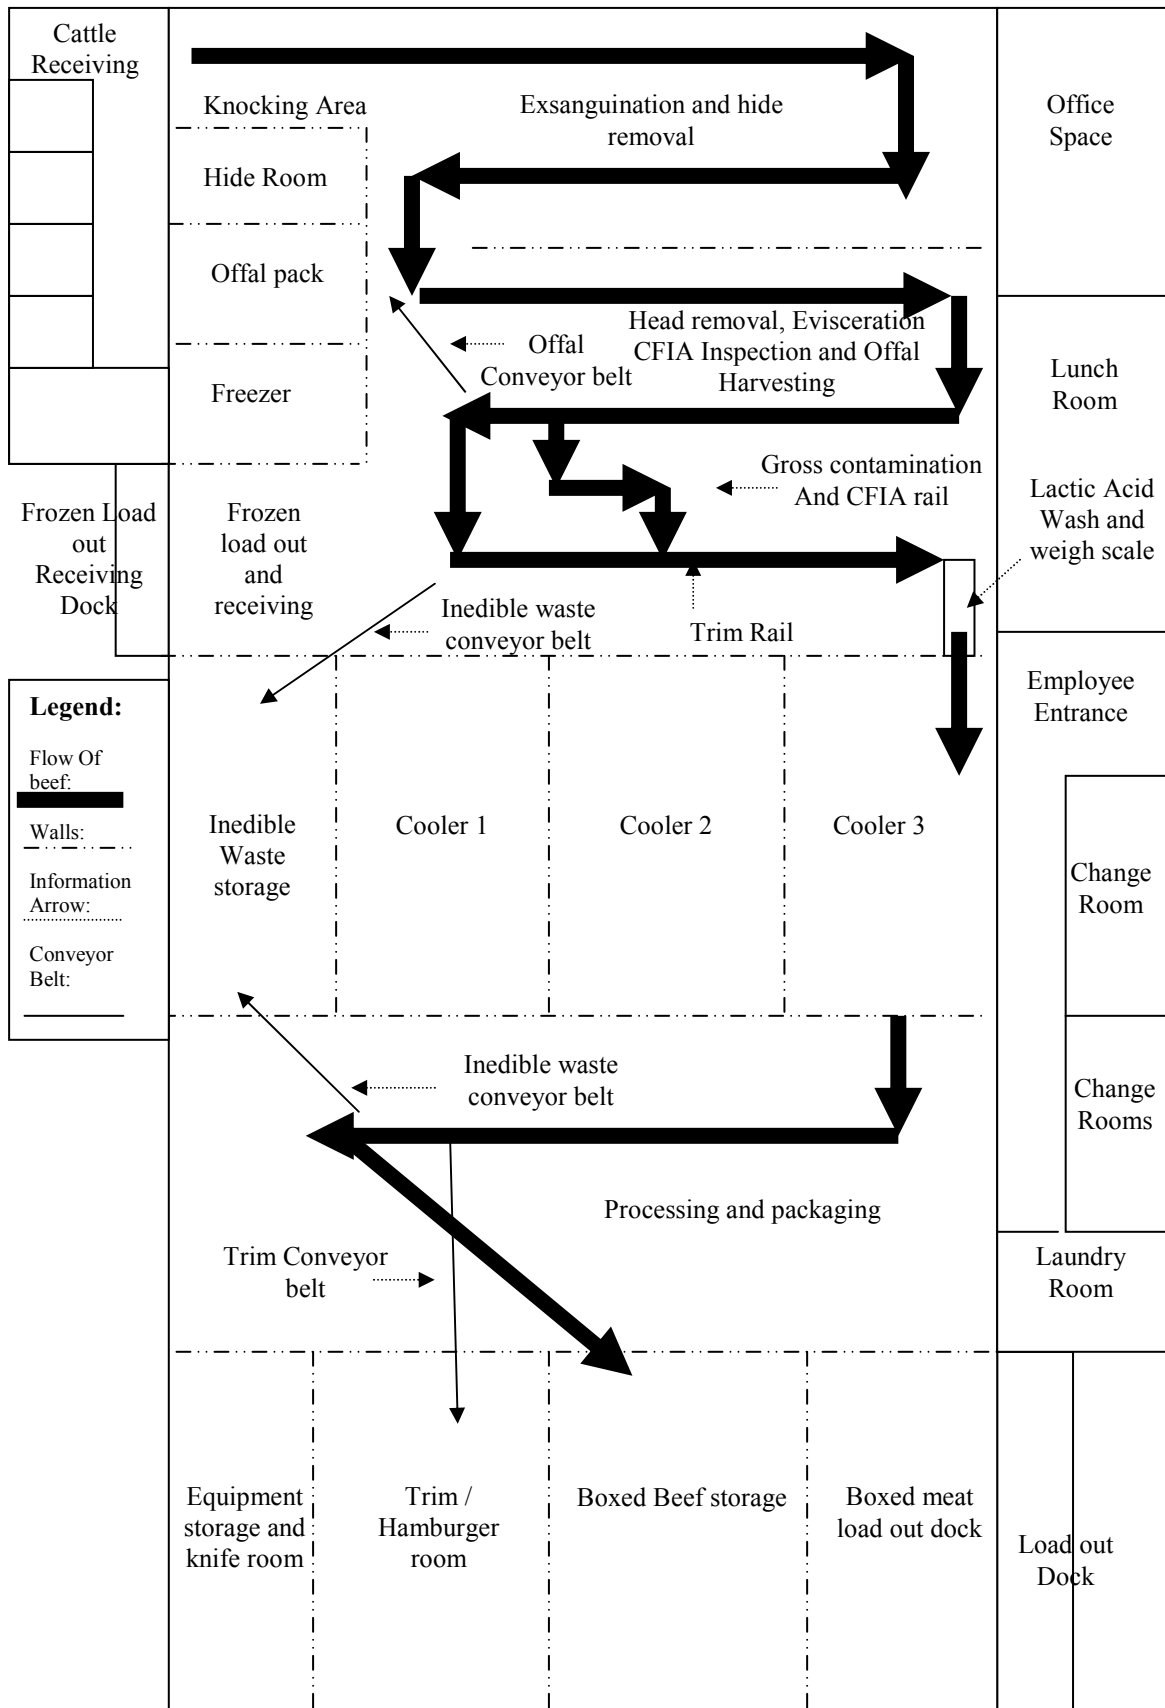 Cattle
Receiving
Knocking Area
Exsanguination and hide
removal
Office
Space
Hide Room
Offal pack
Offal
Conveyor belt
Head removal, Evisceration
CFIA Inspection and Offal
Harvesting
Lunch
Room
Freezer
Gross contamination
And CFIA rail
Lactic Acid
Wash and
weigh scale
Frozen Load
out
Receiving
Dock
Frozen
load out
and
receiving
Inedible waste
conveyor belt
Trim Rail
Employee
Entrance
Legend:
Flow Of
beef:
Walls:
Information
Arrow:
Conveyor
Belt:
Inedible
Waste
storage
Cooler 1
Cooler 2
Cooler 3
Change
Room
Inedible waste
conveyor belt
Change
Rooms
Processing and packaging
Trim Conveyor
belt
Laundry
Room
Equipment
storage and
knife room
Trim /
Hamburger
room
Boxed Beef storage
Boxed meat
load out dock
Load out
Dock